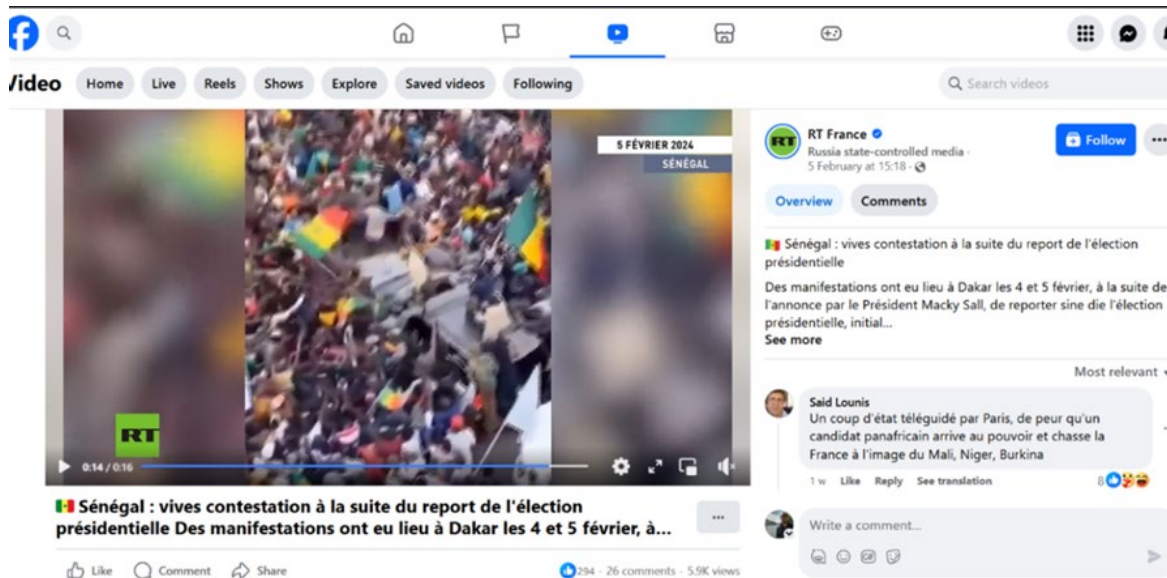 Search videos
Video
Home
Live
Reels
Shows
Explore
Saved videos
Following
5 FÉVRIER 2024
SÉNÉGAL
RT
0:14 / 0:16
Sénégal : vives contestation à la suite du report de l'élection
présidentielle Des manifestations ont eu lieu à Dakar les 4 et 5 février, à...
Like
Comment
Share
294 · 26 comments · 5.9K views
RT
RT France
Russia state-controlled media ·
5 February at 15:18 ·
Follow
Overview
Comments
Sénégal : vives contestation à la suite du report de l'élection
présidentielle
Des manifestations ont eu lieu à Dakar les 4 et 5 février, à la suite de
l'annonce par le Président Macky Sall, de reporter sine die l'élection
présidentielle, initial...
See more
Most relevant
Said Lounis
Un coup d'état téléguidé par Paris, de peur qu'un
candidat panafricain arrive au pouvoir et chasse la
France à l'image du Mali, Niger, Burkina
1 w Like Reply See translation
8
Write a comment...
GIF